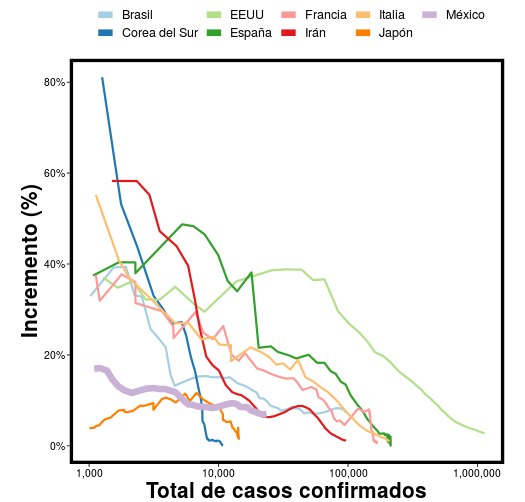 Brasil EEUU Francia Italia México
Corea del Sur España Irán Japón
80%
60%
40%
20%
0%
Incremento (%)
1,000 10,000 100,000 1,000,000
Total de casos confirmados